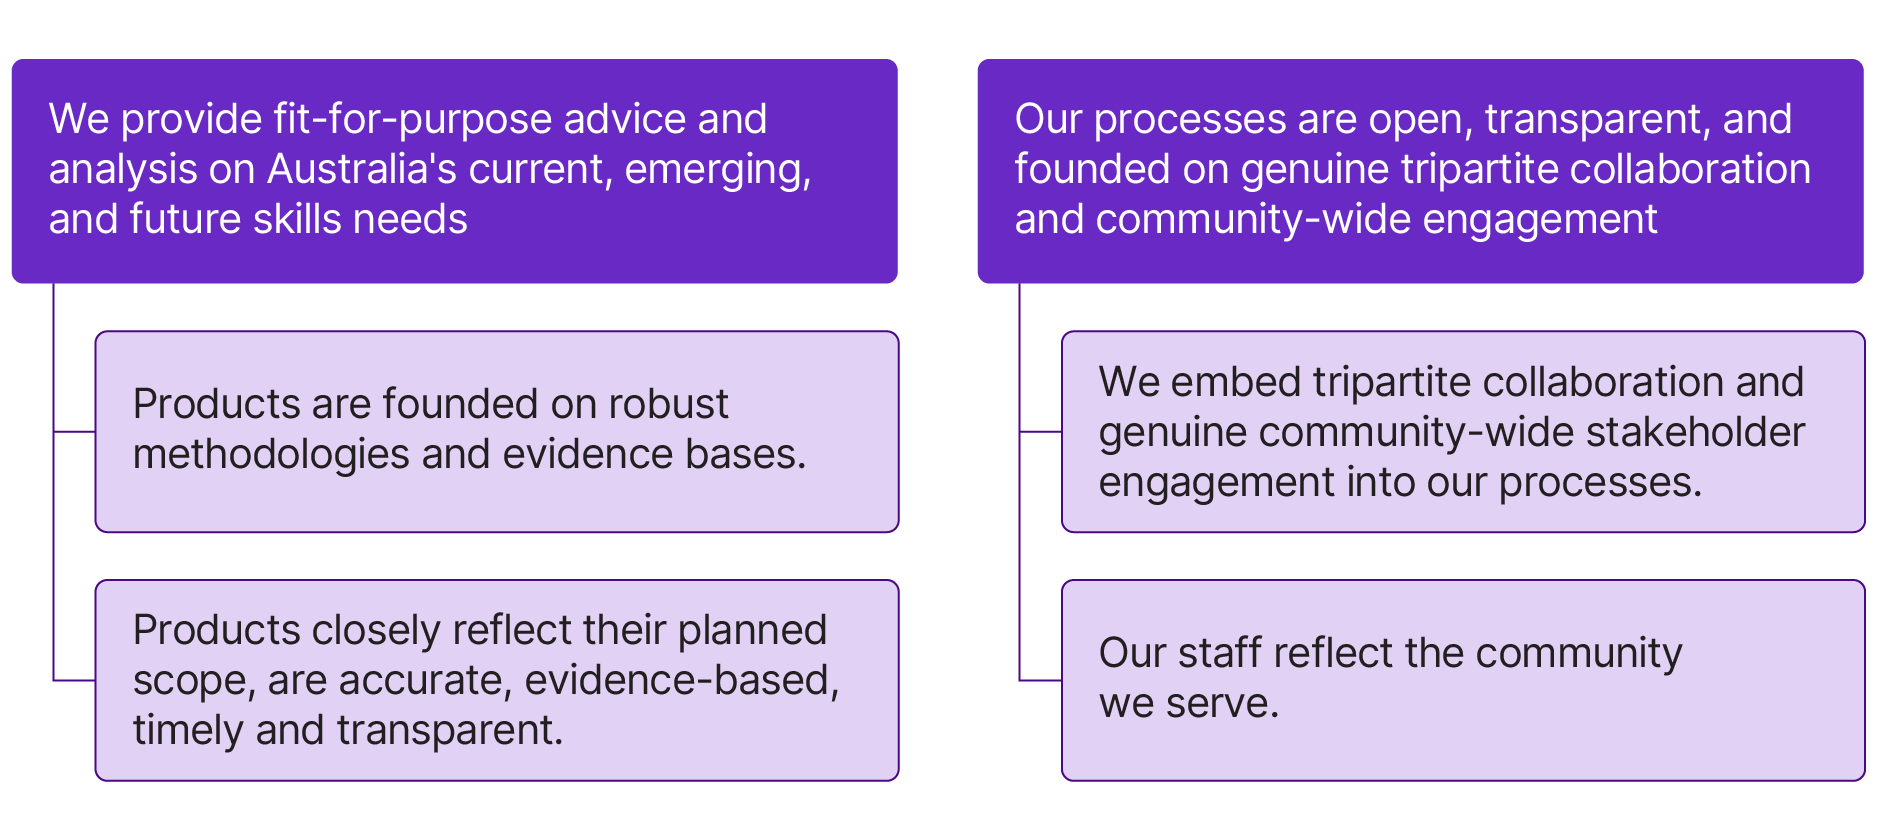 We provide fit-for-purpose advice and
analysis on Australia's current, emerging,
and future skills needs
Products are founded on robust
methodologies and evidence bases.
Products closely reflect their planned
scope, are accurate, evidence-based,
timely and transparent.
Our processes are open, transparent, and
founded on genuine tripartite collaboration
and community-wide engagement
We embed tripartite collaboration and
genuine community-wide stakeholder
engagement into our processes.
Our staff reflect the community
we serve.